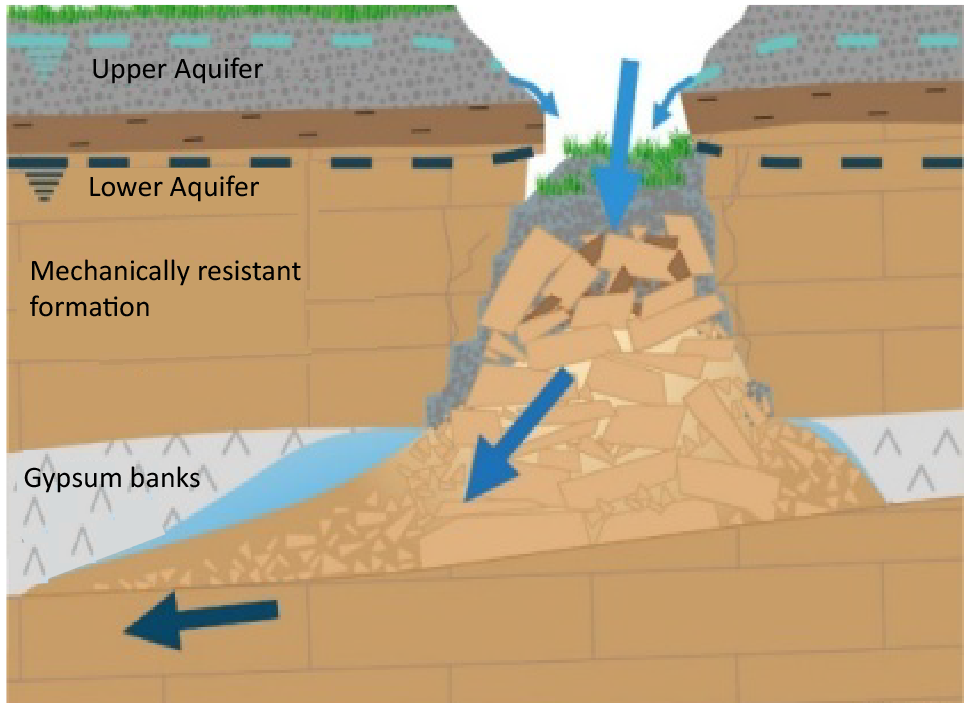 Upper Aquifer
Lower Aquifer
Mechanically resistant
formation
Gypsum banks